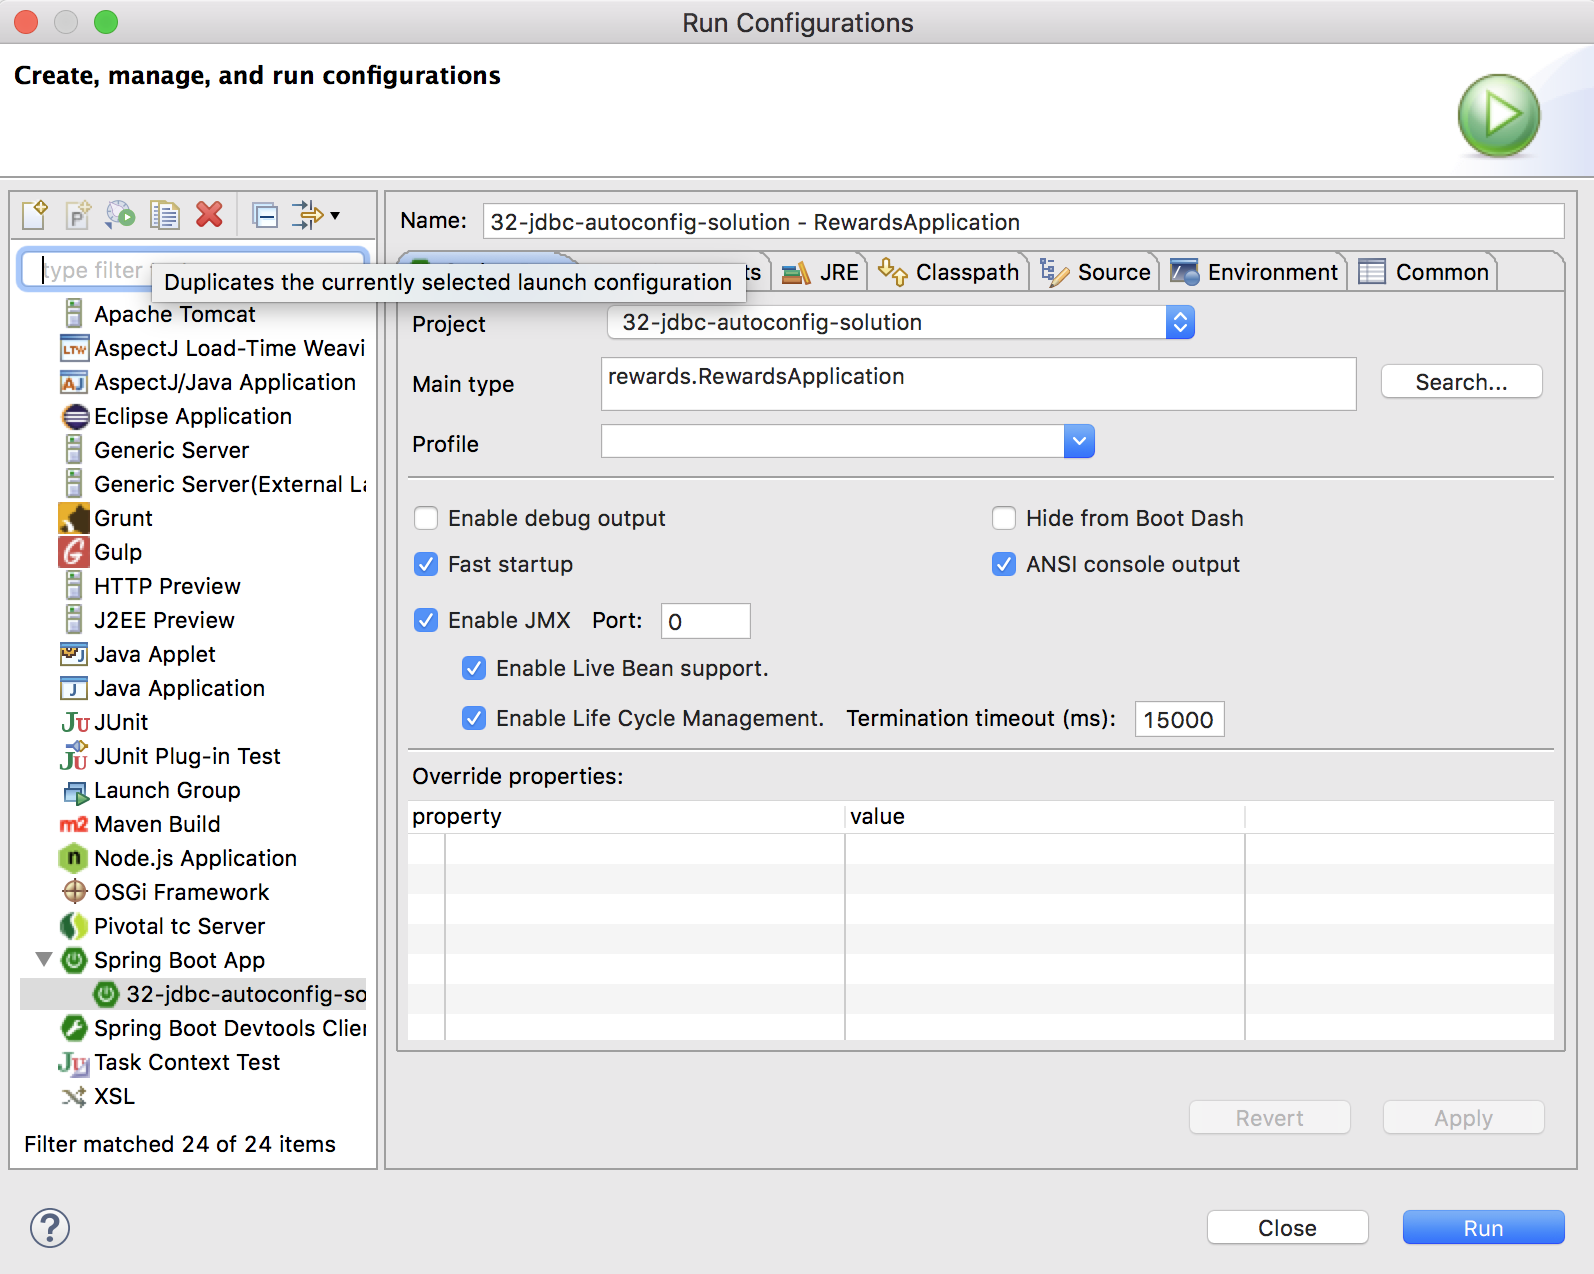 Run Configurations
Create, manage, and run configurations
Name: 32-jdbc-autoconfig-solution - RewardsApplication
type filter
Duplicates the currently selected launch configuration
JRE Classpath Source Environment Common
Apache Tomcat
AspectJ Load-Time Weavi
AspectJ/Java Application
Eclipse Application
Generic Server
Generic Server(External La
Grunt
Gulp
HTTP Preview
J2EE Preview
Java Applet
Java Application
JUnit
JUnit Plug-in Test
Launch Group
Maven Build
Node.js Application
OSGi Framework
Pivotal tc Server
Spring Boot App
32-jdbc-autoconfig-so
Spring Boot Devtools Clier
Task Context Test
XSL
Filter matched 24 of 24 items
Project 32-jdbc-autoconfig-solution
Main type rewards.RewardsApplication Search...
Profile
Enable debug output Hide from Boot Dash
Fast startup ANSI console output
Enable JMX Port: 0
Enable Live Bean support.
Enable Life Cycle Management. Termination timeout (ms): 15000
Override properties:
property value
Revert Apply
Close Run